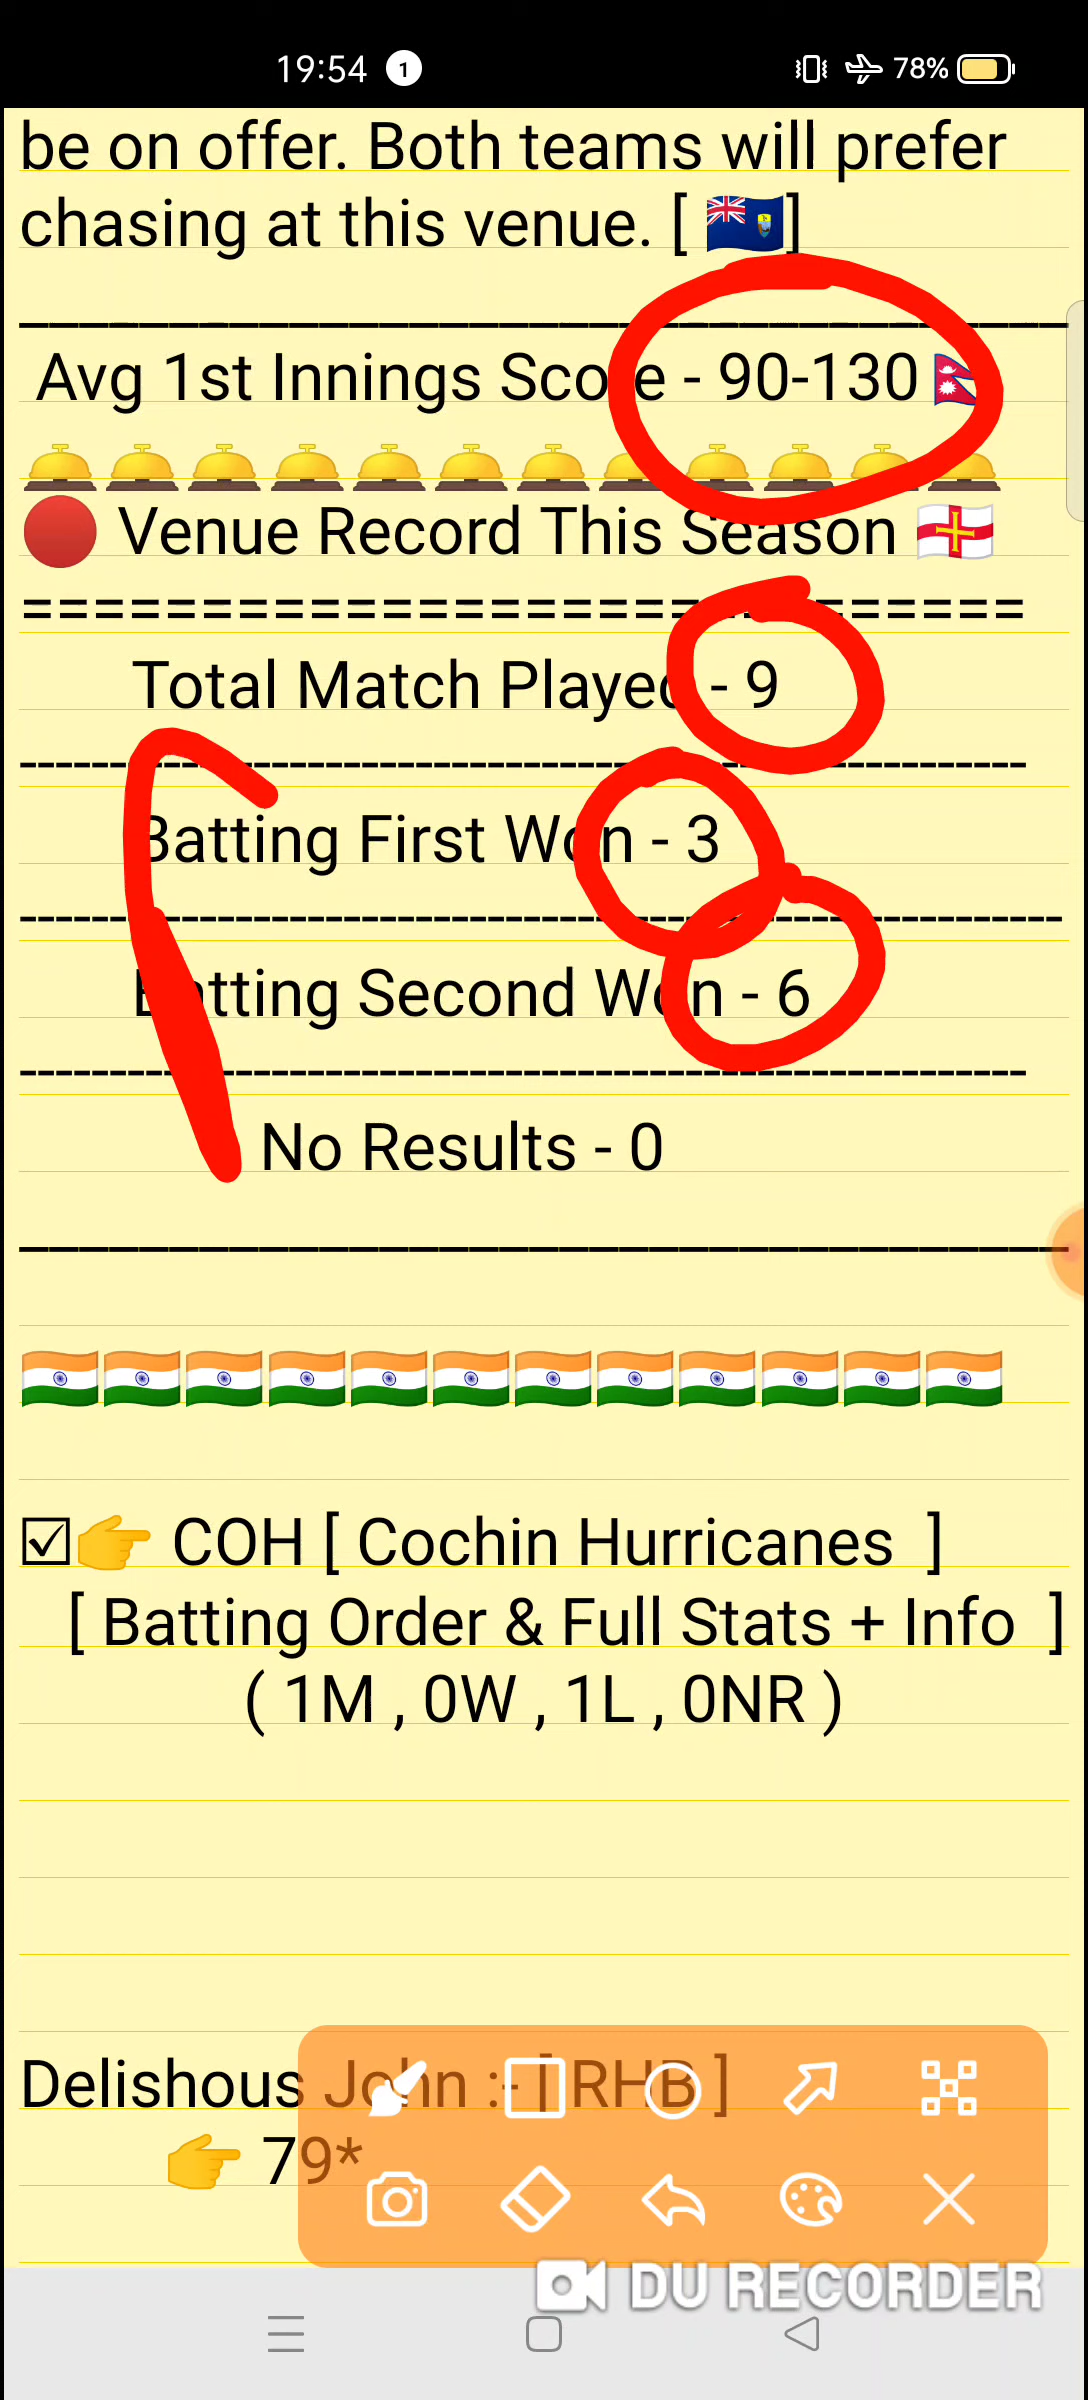 19:54 1 78%
be on offer. Both teams will prefer
chasing at this venue. [ 🇸🇭]
Avg 1st Innings Score - 90-130 🇳🇵
🛎🛎🛎🛎🛎🛎🛎🛎🛎🛎🛎🛎
🔴 Venue Record This Season 🇬🇬
============================
Total Match Played - 9
Batting First Won - 3
Batting Second Won - 6
No Results - 0
🇮🇳🇮🇳🇮🇳🇮🇳🇮🇳🇮🇳🇮🇳🇮🇳🇮🇳🇮🇳🇮🇳🇮🇳
☑👉 COH [ Cochin Hurricanes ]
[ Batting Order & Full Stats + Info ]
( 1M , 0W , 1L , 0NR )
Delishous John :- [ RHB ]
👉 79*
DU RECORDER